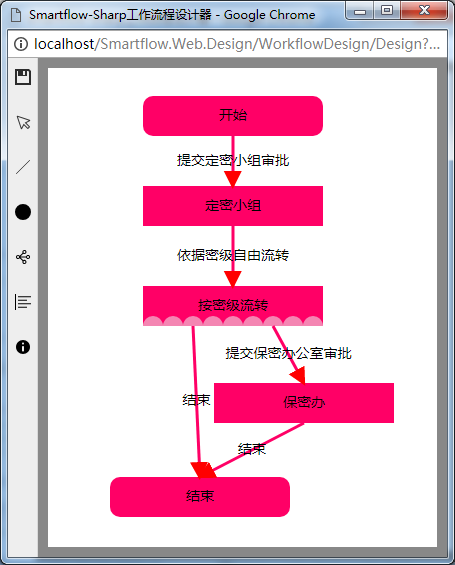 Smartflow-Sharp工作流程设计器 - Google Chrome
localhost/Smartflow.Web.Design/WorkflowDesign/Design?...
开始
提交定密小组审批
定密小组
依据密级自由流转
按密级流转
提交保密办公室审批
结束
保密办
结束
结束